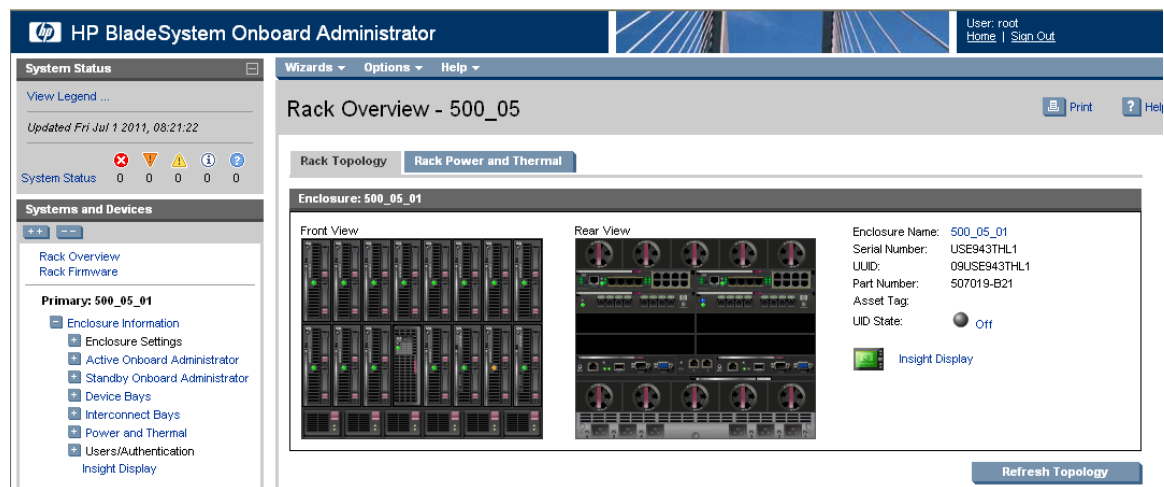 hp HP BladeSystem Onboard Administrator
User: root
Home | Sign Out
System Status
View Legend ...
Updated Fri Jul 1 2011, 08:21:22
System Status 0 0 0 0 0
Systems and Devices
++ --
Rack Overview
Rack Firmware
Primary: 500_05_01
Enclosure Information
Enclosure Settings
Active Onboard Administrator
Standby Onboard Administrator
Device Bays
Interconnect Bays
Power and Thermal
Users/Authentication
Insight Display
Wizards Options Help
Rack Overview - 500_05
Print ? Help
Rack Topology Rack Power and Thermal
Enclosure: 500_05_01
Front View
Rear View
Enclosure Name: 500_05_01
Serial Number: USE943THL1
UUID: 09USE943THL1
Part Number: 507019-B21
Asset Tag:
UID State: Off
Insight Display
Refresh Topology